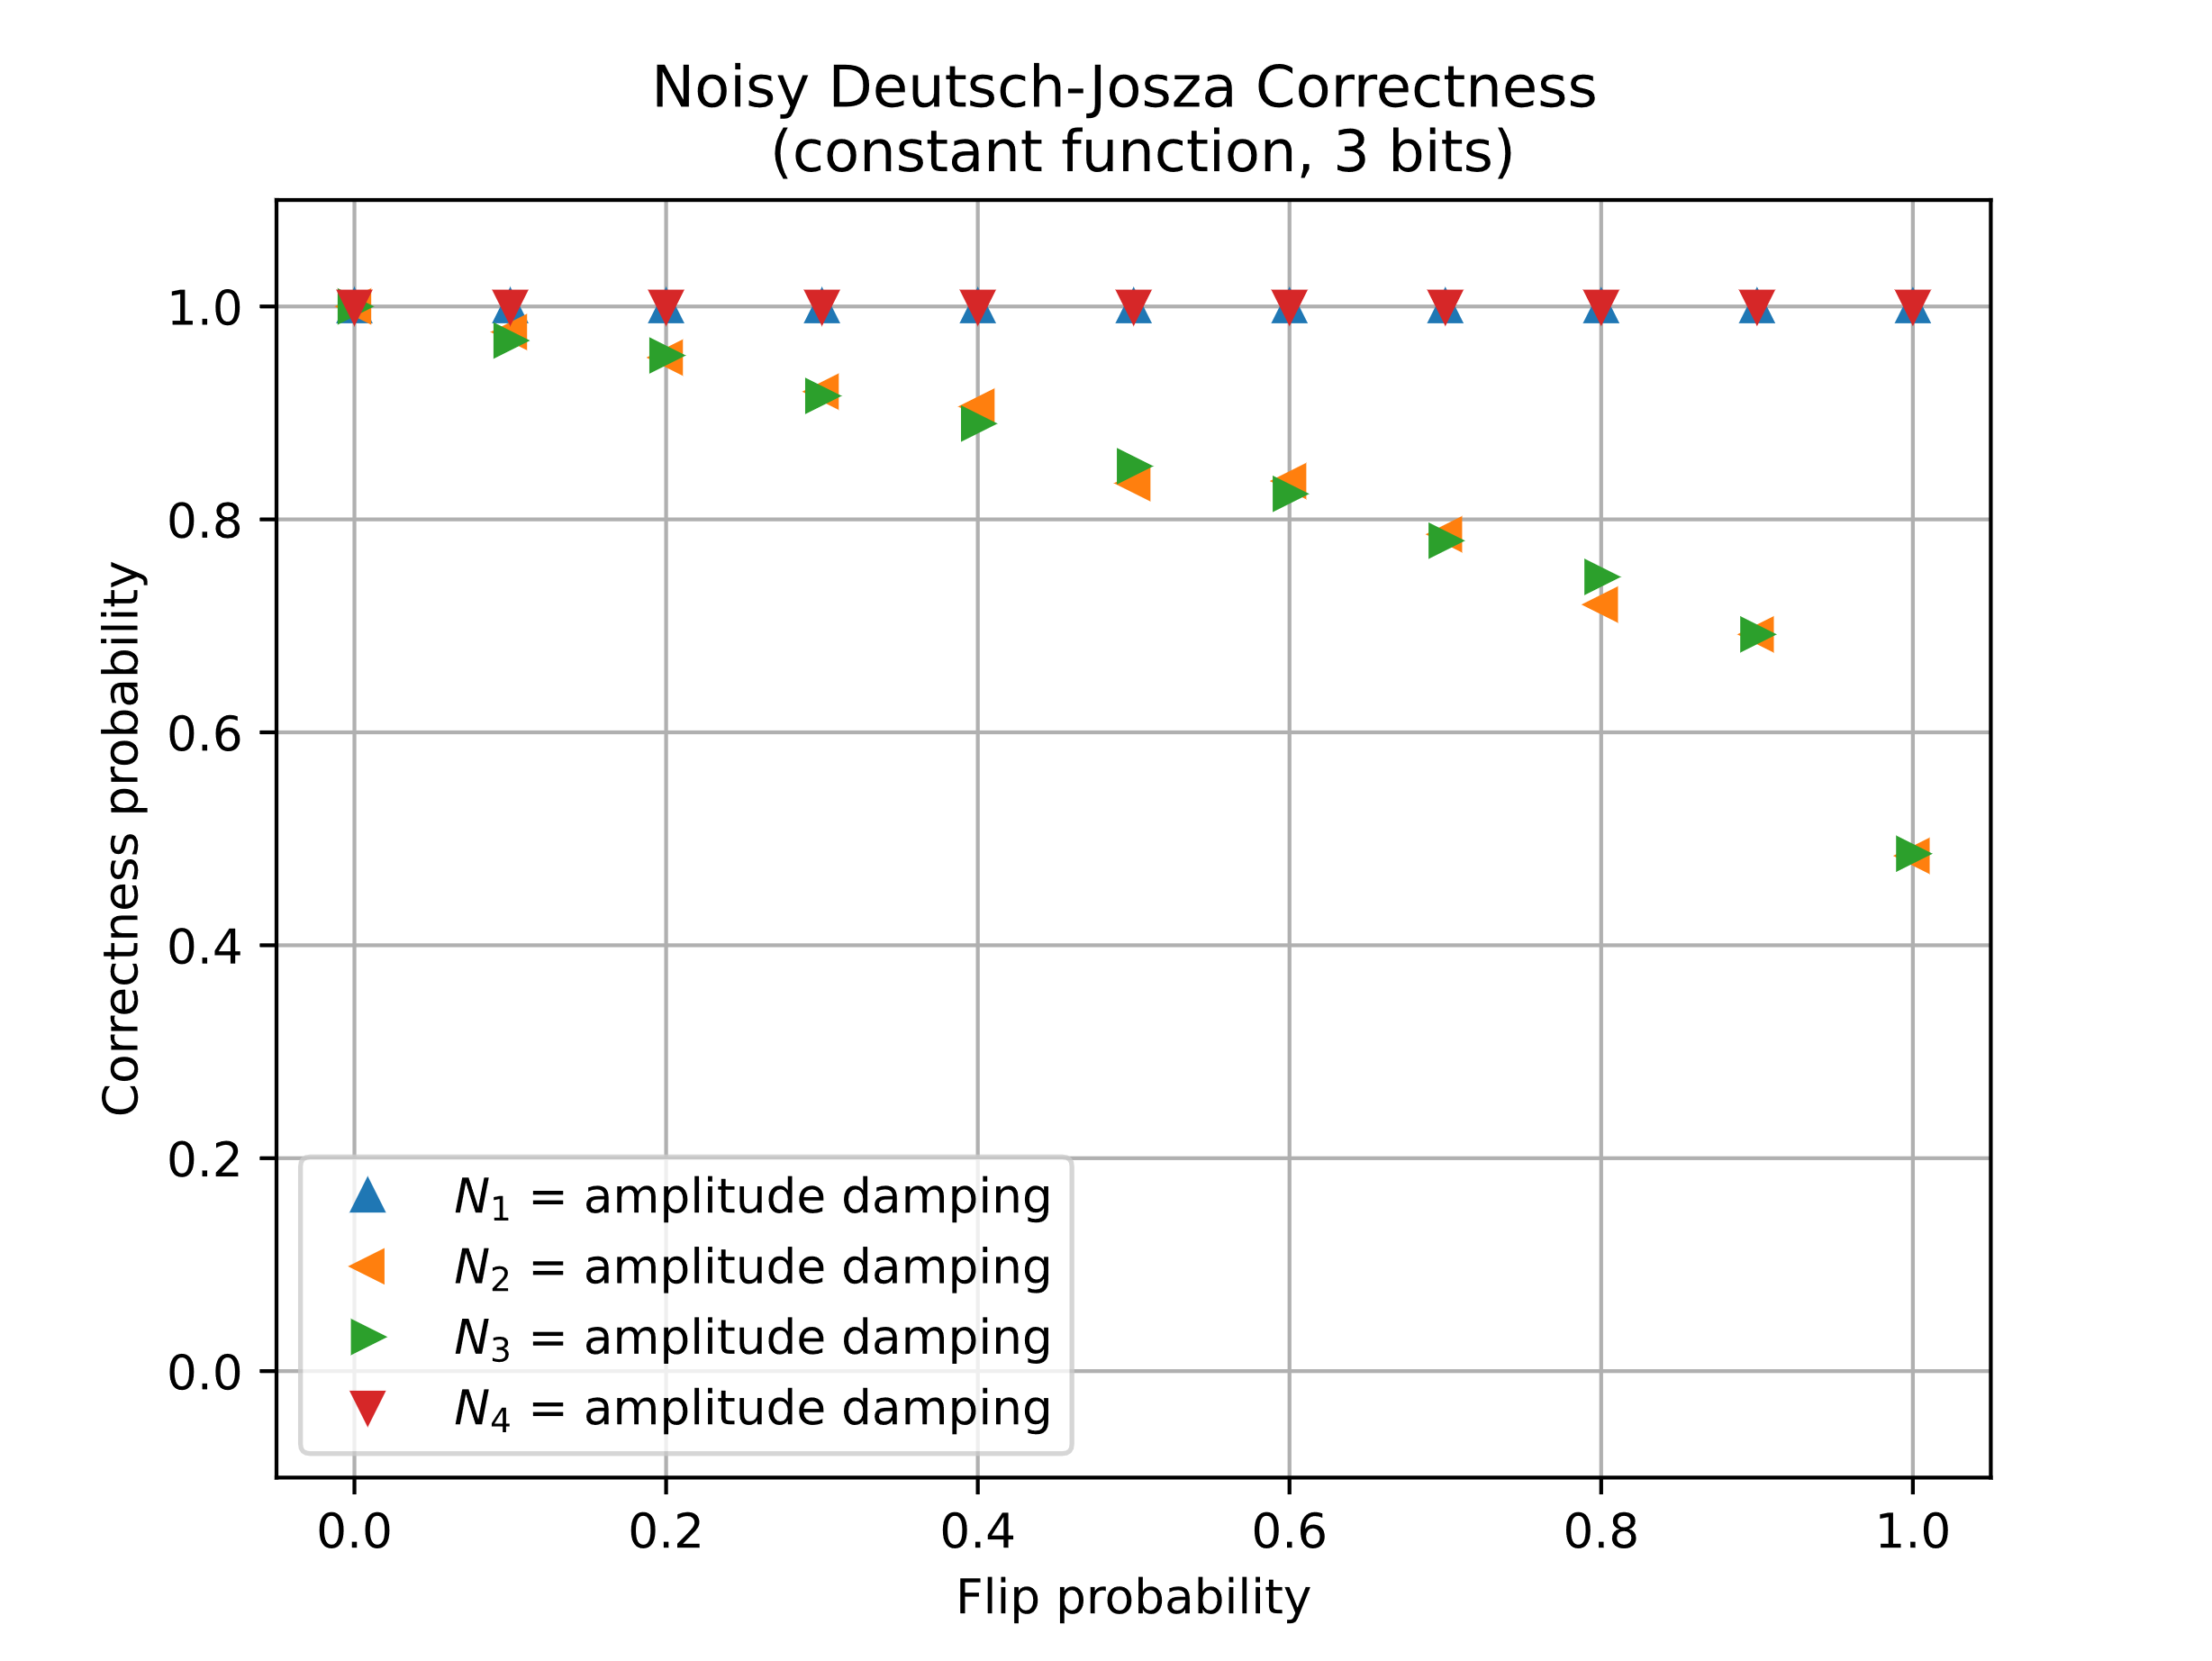 Noisy Deutsch-Josza Correctness
(constant function, 3 bits)
Correctness probability
1.0
0.8
0.6
0.4
0.2
0.0
N₁ = amplitude damping
N₂ = amplitude damping
N₃ = amplitude damping
N₄ = amplitude damping
0.0 0.2 0.4 0.6 0.8 1.0
Flip probability